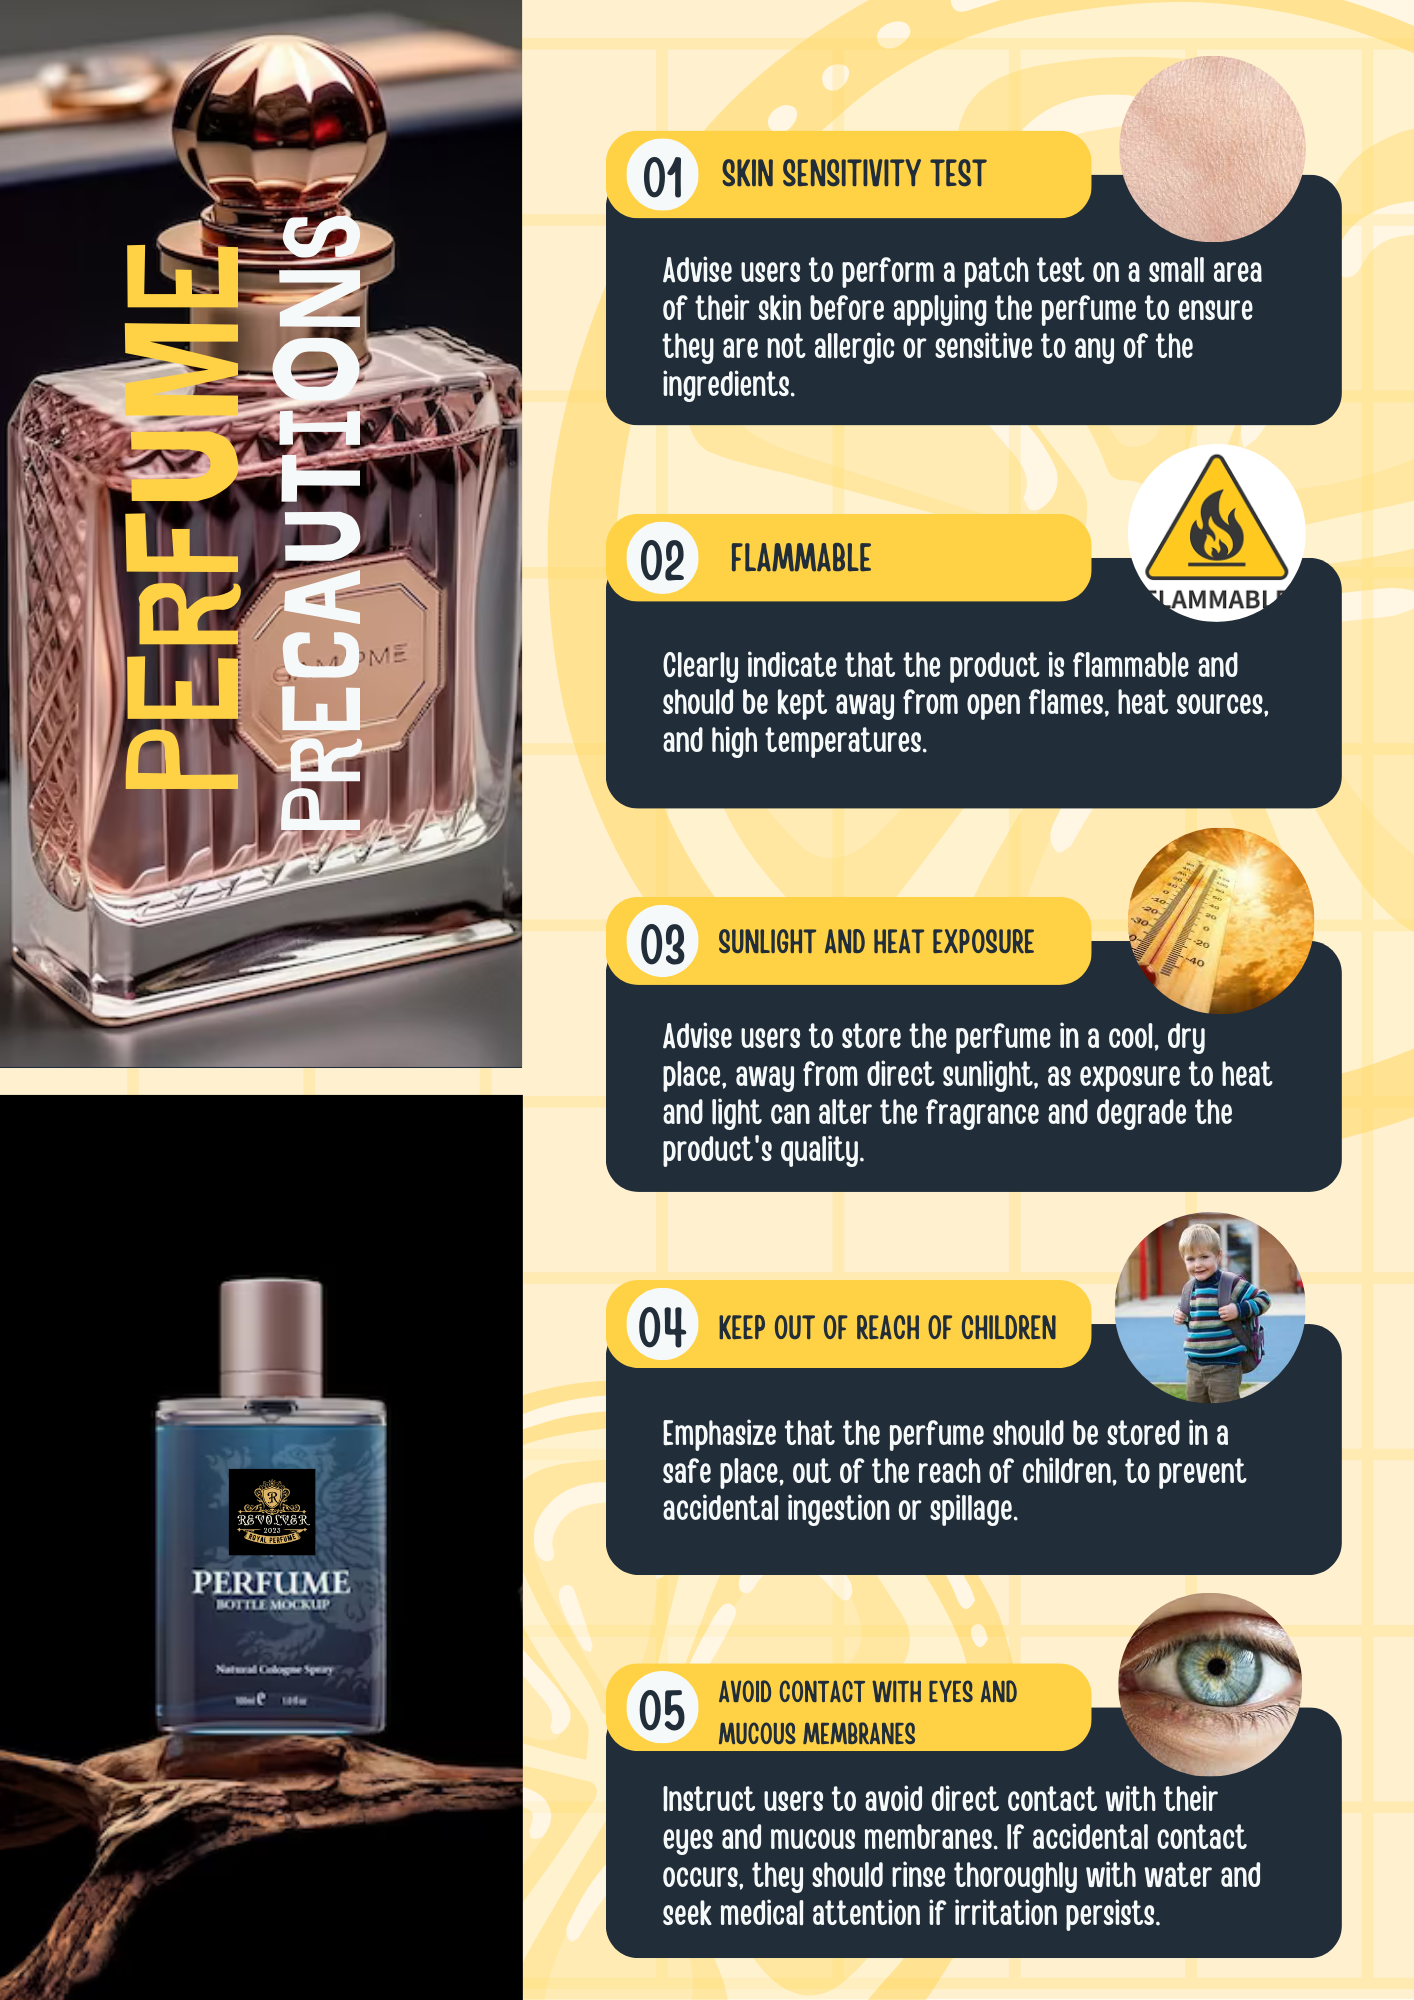 PERFUME
PRECAUTIONS
01
SKIN SENSITIVITY TEST
Advise users to perform a patch test on a small area
of their skin before applying the perfume to ensure
they are not allergic or sensitive to any of the
ingredients.
02
FLAMMABLE
Clearly indicate that the product is flammable and
should be kept away from open flames, heat sources,
and high temperatures.
03
SUNLIGHT AND HEAT EXPOSURE
Advise users to store the perfume in a cool, dry
place, away from direct sunlight, as exposure to heat
and light can alter the fragrance and degrade the
product's quality.
04
KEEP OUT OF REACH OF CHILDREN
Emphasize that the perfume should be stored in a
safe place, out of the reach of children, to prevent
accidental ingestion or spillage.
05
AVOID CONTACT WITH EYES AND
MUCOUS MEMBRANES
Instruct users to avoid direct contact with their
eyes and mucous membranes. If accidental contact
occurs, they should rinse thoroughly with water and
seek medical attention if irritation persists.
R
REVOLVER
2023
ROYAL PERFUME
PERFUME
BOTTLE MOCKUP
Natural Cologne Spray